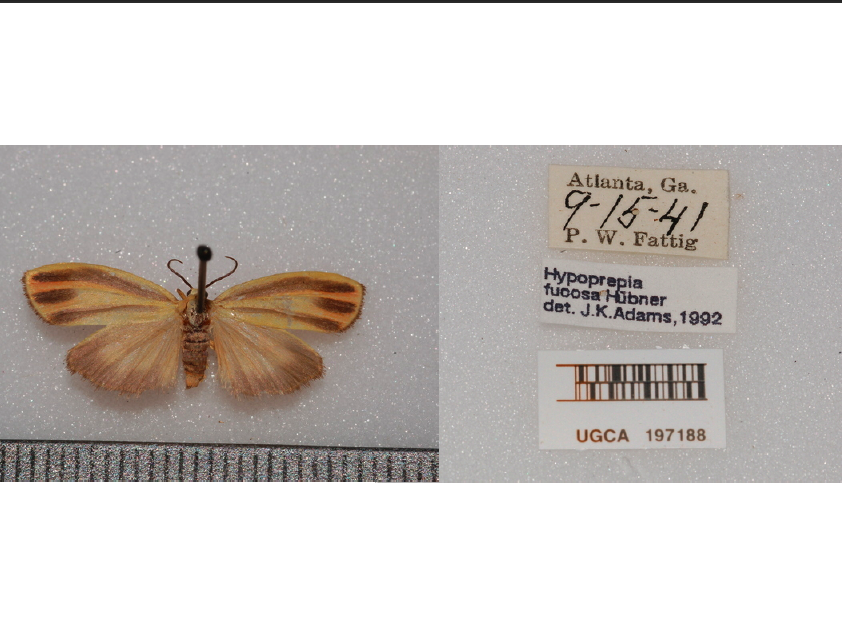 Atlanta, Ga.
9-15-41
P. W. Fattig
Hypoprepia
fucosa Hübner
det. J.K.Adams, 1992
UGCA 197188